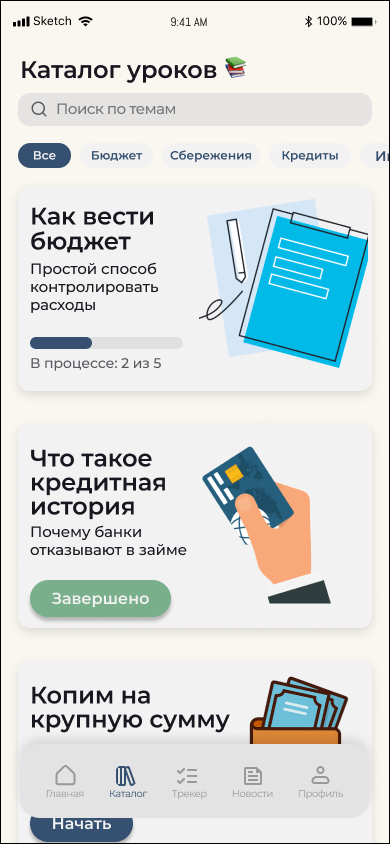 Sketch 9:41 AM 100%
Каталог уроков
Поиск по темам
Все Бюджет Сбережения Кредиты
Как вести
бюджет
Простой способ
контролировать
расходы
В процессе: 2 из 5
Что такое
кредитная
история
Почему банки
отказывают в займе
Завершено
Копим на
крупную сумму
Главная Каталог Трекер Новости Профиль
Начать